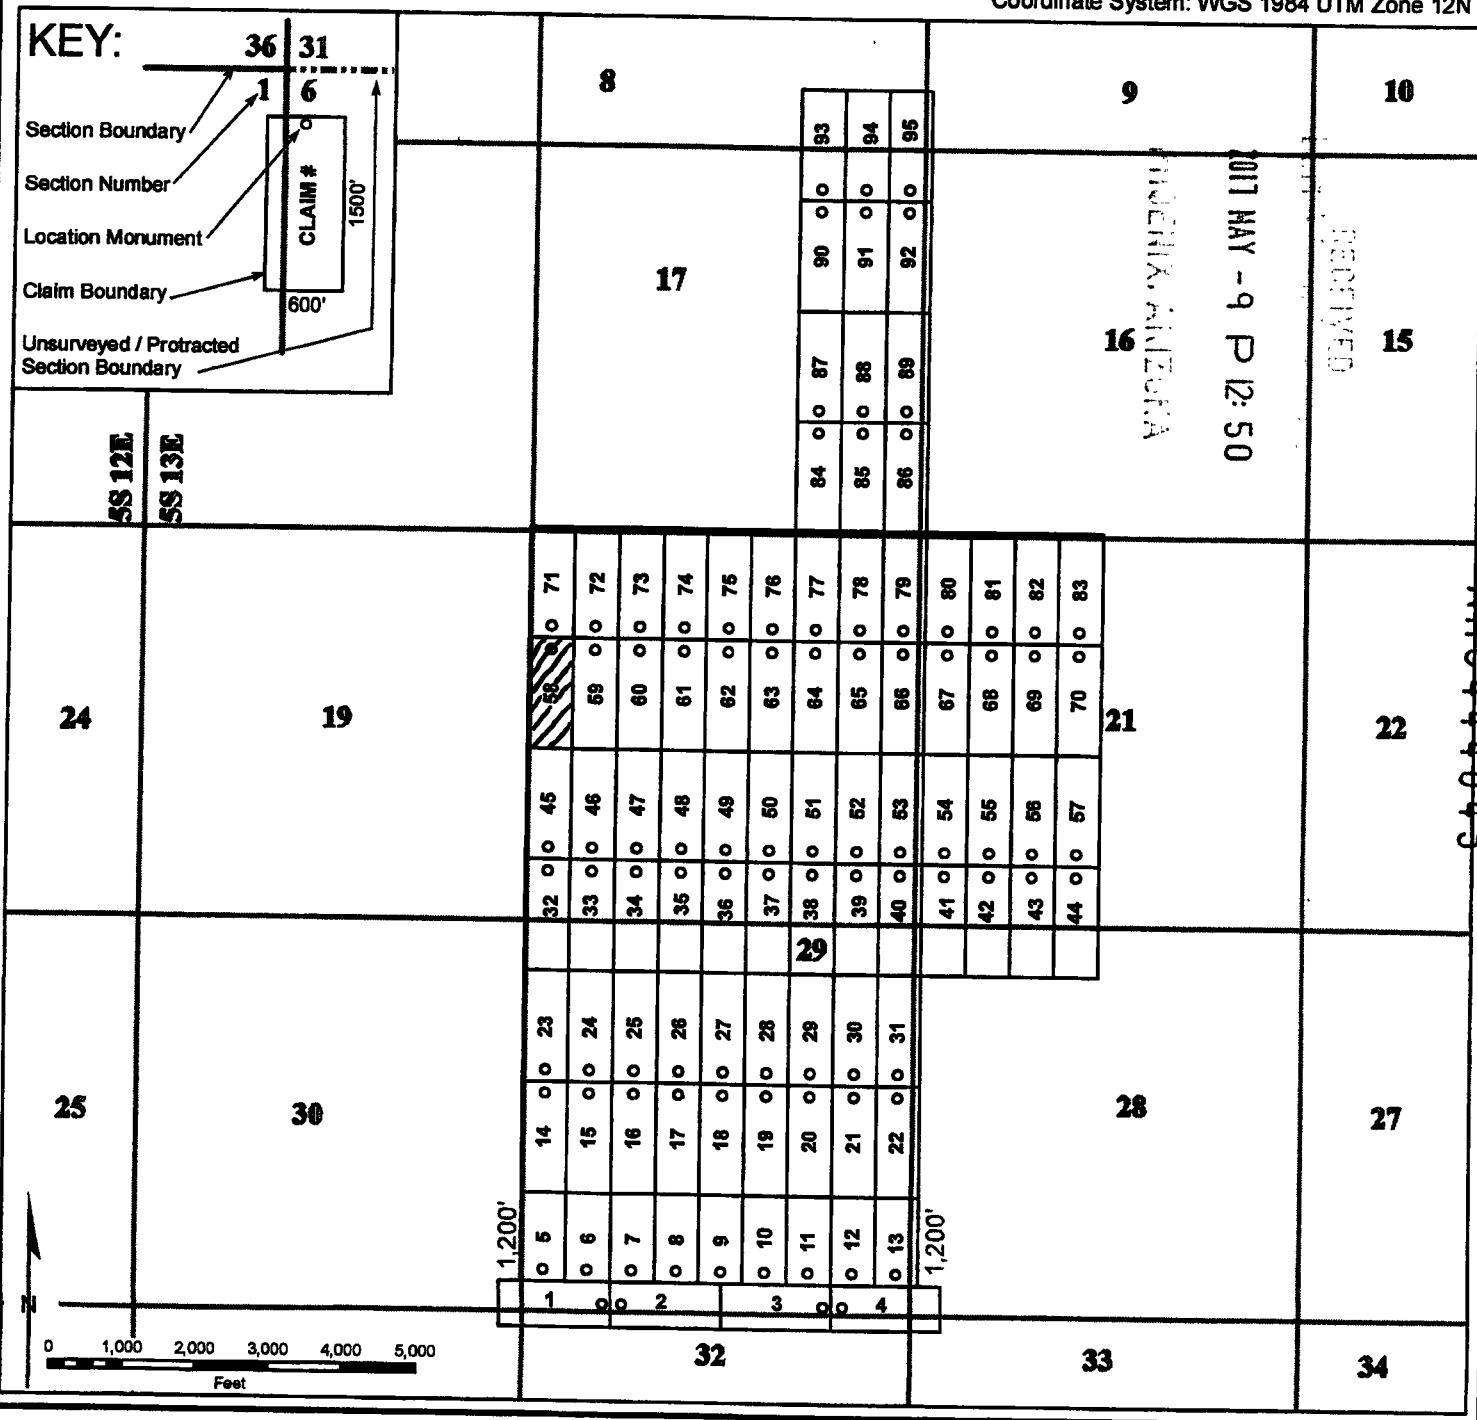 Coordinate System: WGS 1984 UTM Zone 12N
KEY:
36 31
1 6
Section Boundary
Section Number
Location Monument
Claim Boundary
Unsurveyed / Protracted
Section Boundary
CLAIM #
1500'
600'
8 9 10
93 94 95
17 16 15
90 91 92
87 88 89
84 85 86
2017 MAY -9 P 12:50
PHOENIX, ARIZONA
RECEIVED
5S 12E
5S 13E
71 72 73 74 75 76 77 78 79 80 81 82 83
24 19 21 22
58 59 60 61 62 63 64 65 66 67 68 69 70
45 46 47 48 49 50 51 52 53 54 55 56 57
32 33 34 35 36 37 38 39 40 41 42 43 44
29
23 24 25 26 27 28 29 30 31
25 30 28 27
14 15 16 17 18 19 20 21 22
1,200' 1,200'
5 6 7 8 9 10 11 12 13
1 2 3 4
N
0 1,000 2,000 3,000 4,000 5,000
Feet
32 33 34